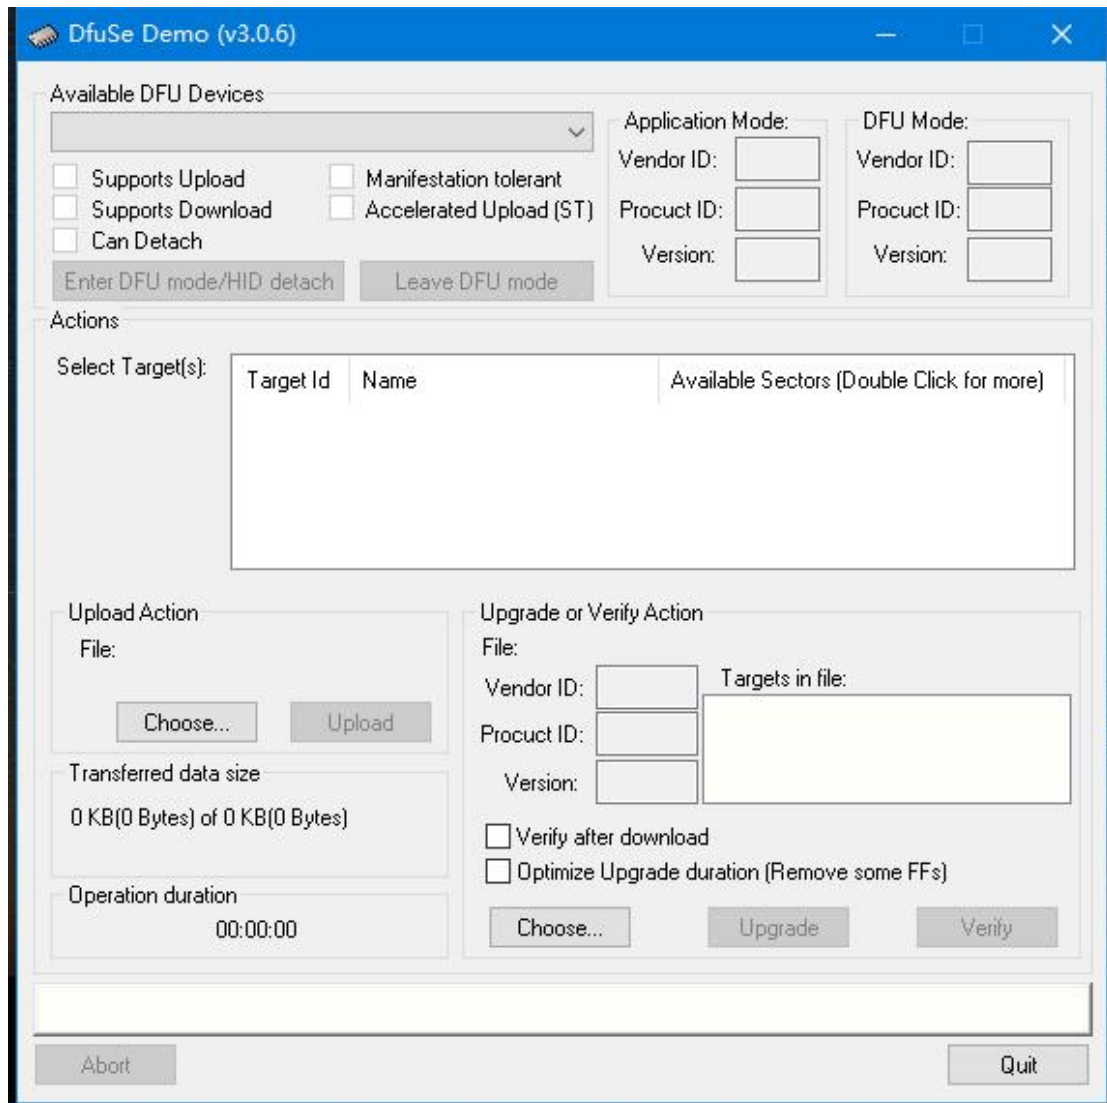 DfuSe Demo (v3.0.6)
Available DFU Devices
Supports Upload
Manifestation tolerant
Supports Download
Accelerated Upload (ST)
Can Detach
Enter DFU mode/HID detach
Leave DFU mode
Application Mode:
Vendor ID:
Procuct ID:
Version:
DFU Mode:
Vendor ID:
Procuct ID:
Version:
Actions
Select Target(s):
Target Id
Name
Available Sectors (Double Click for more)
Upload Action
File:
Choose...
Upload
Transferred data size
0 KB(0 Bytes) of 0 KB(0 Bytes)
Operation duration
00:00:00
Upgrade or Verify Action
File:
Vendor ID:
Procuct ID:
Version:
Targets in file:
Verify after download
Optimize Upgrade duration (Remove some FFs)
Choose...
Upgrade
Verify
Abort
Quit